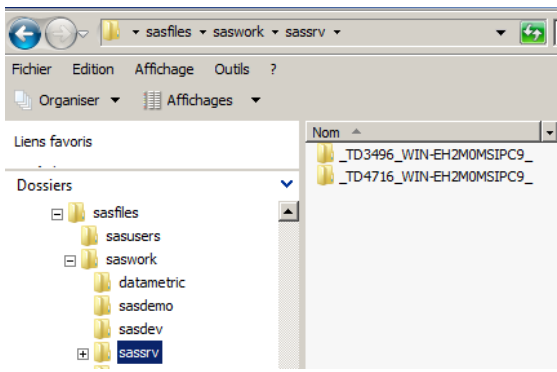 sasfiles saswork sassrv
Fichier Edition Affichage Outils ?
Organiser Affichages
Liens favoris
Dossiers
sasfiles
sasusers
saswork
datametric
sasdemo
sasdev
sassrv
Nom
_TD3496_WIN-EH2M0MSIPC9_
_TD4716_WIN-EH2M0MSIPC9_